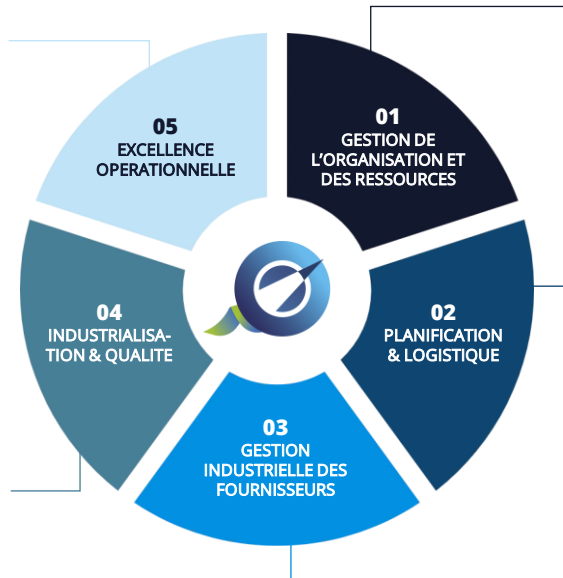 01
GESTION DE
L'ORGANISATION ET
DES RESSOURCES
02
PLANIFICATION
& LOGISTIQUE
03
GESTION
INDUSTRIELLE DES
FOURNISSEURS
04
INDUSTRIALISA-
TION & QUALITE
05
EXCELLENCE
OPERATIONNELLE